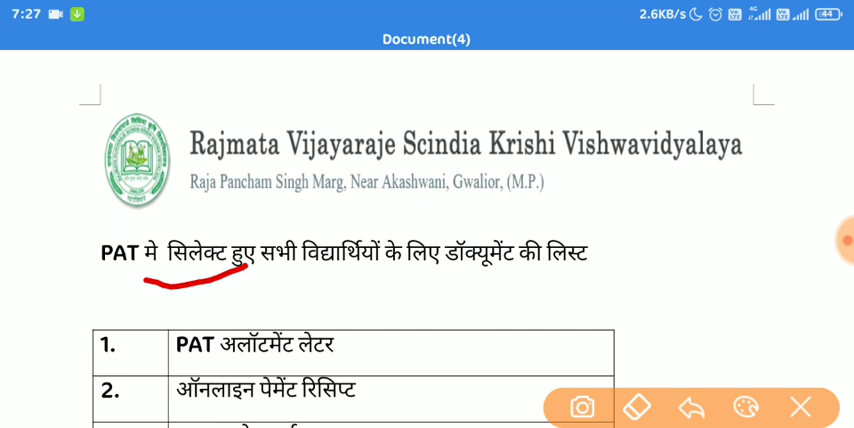 7:27 2.6KB/s 4G 44
Document(4)
Rajmata Vijayaraje Scindia Krishi Vishwavidyalaya
Raja Pancham Singh Marg, Near Akashwani, Gwalior, (M.P.)
PAT मे सिलेक्ट हुए सभी विद्यार्थियों के लिए डॉक्यूमेंट की लिस्ट
1. PAT अलॉटमेंट लेटर
2. ऑनलाइन पेमेंट रिसिप्ट